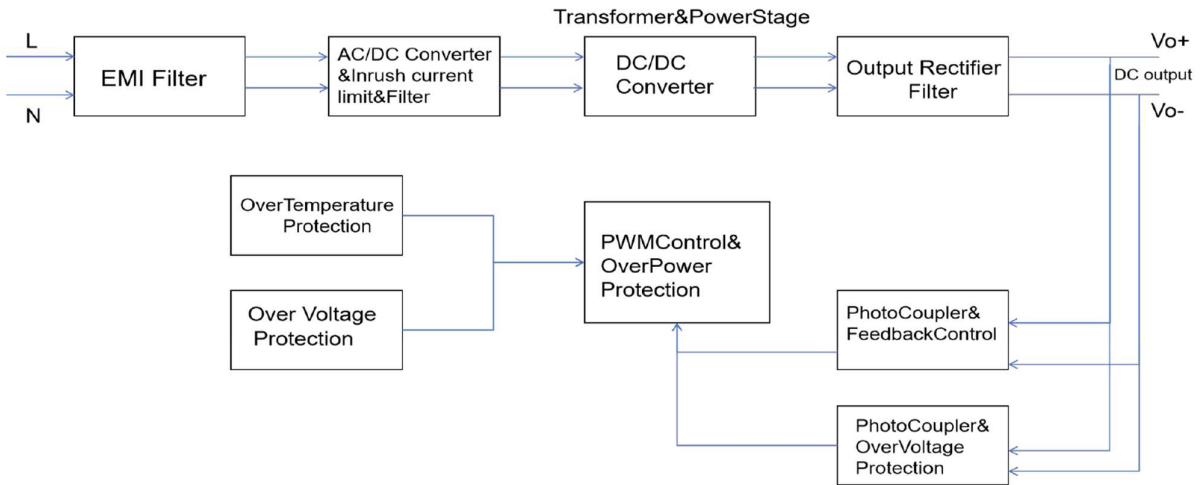 Transformer&PowerStage
L
N
EMI Filter
AC/DC Converter
&Inrush current
limit&Filter
DC/DC
Converter
Output Rectifier
Filter
Vo+
DC output
Vo-
OverTemperature
Protection
Over Voltage
Protection
PWMControl&
OverPower
Protection
PhotoCoupler&
FeedbackControl
PhotoCoupler&
OverVoltage
Protection